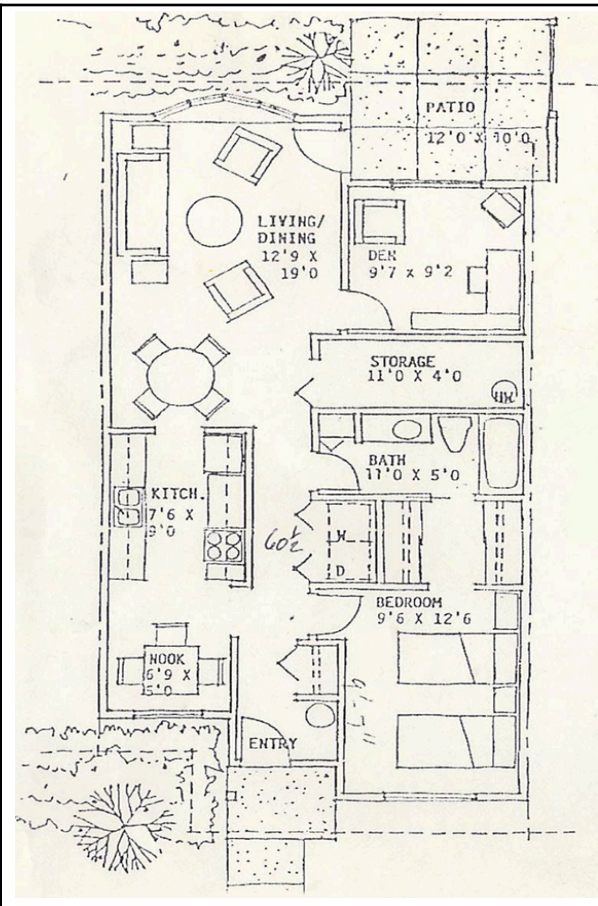 PATIO
12'0 X 10'0
LIVING/
DINING
12'9 X
19'0
DEN
9'7 x 9'2
STORAGE
11'0 X 4'0
HW
BATH
11'0 X 5'0
KITCH.
7'6 X
9'0
60½
W
D
BEDROOM
9'6 X 12'6
NOOK
6'9 X
5'0
ENTRY